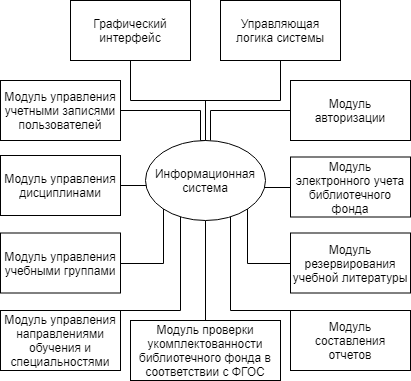 Графический
интерфейс
Управляющая
логика системы
Модуль управления
учетными записями
пользователей
Модуль
авторизации
Информационная
система
Модуль управления
дисциплинами
Модуль
электронного учета
библиотечного
фонда
Модуль управления
учебными группами
Модуль
резервирования
учебной литературы
Модуль управления
направлениями
обучения и
специальностями
Модуль проверки
укомплектованности
библиотечного фонда в
соответствии с ФГОС
Модуль
составления
отчетов